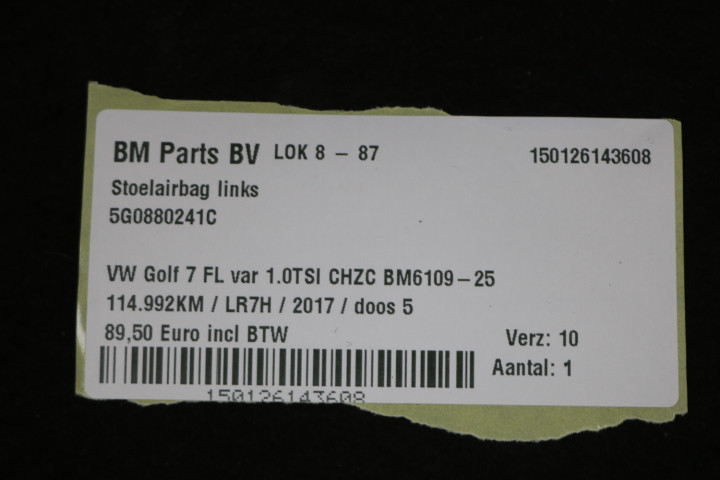 BM Parts BV LOK 8 - 87 150126143608
Stoelairbag links
5G0880241C
VW Golf 7 FL var 1.0TSI CHZC BM6109-25
114.992KM / LR7H / 2017 / doos 5
89,50 Euro incl BTW Verz: 10
Aantal: 1
150126143608